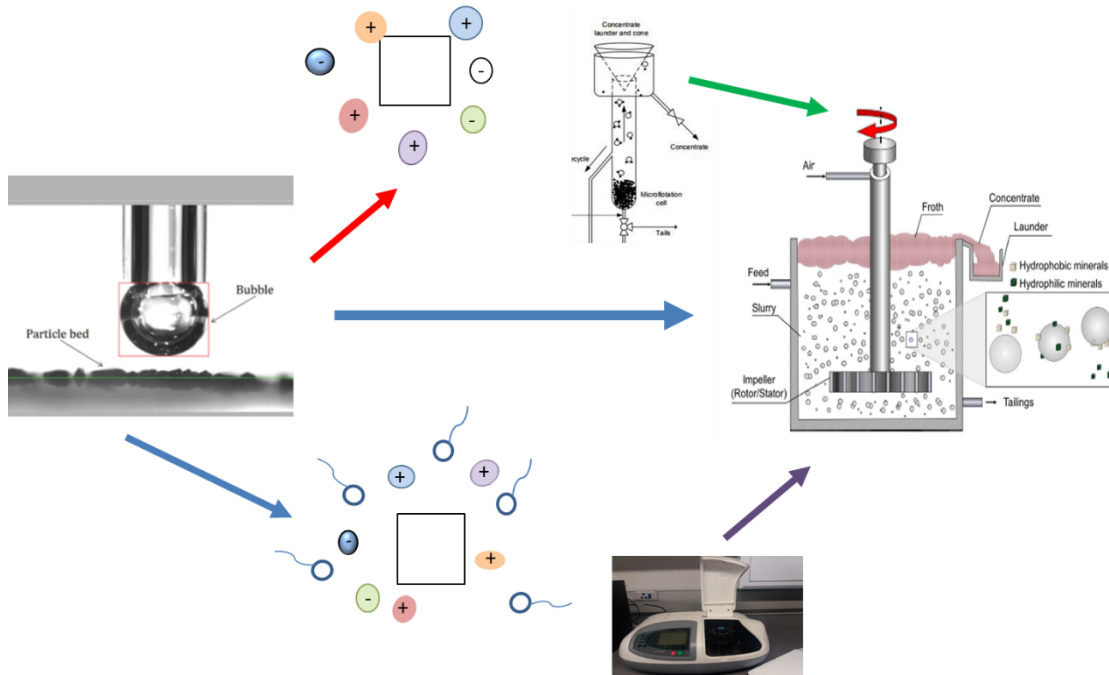 +
+
-
-
+
-
+
Concentrate
launder and cone
Concentrate
ecycle
Microflotation
cell
Tails
Bubble
Particle bed
Air
Froth
Concentrate
Launder
Hydrophobic minerals
Hydrophilic minerals
Feed
Slurry
Impeller
(Rotor/Stator)
Tailings
+
+
-
+
-
+